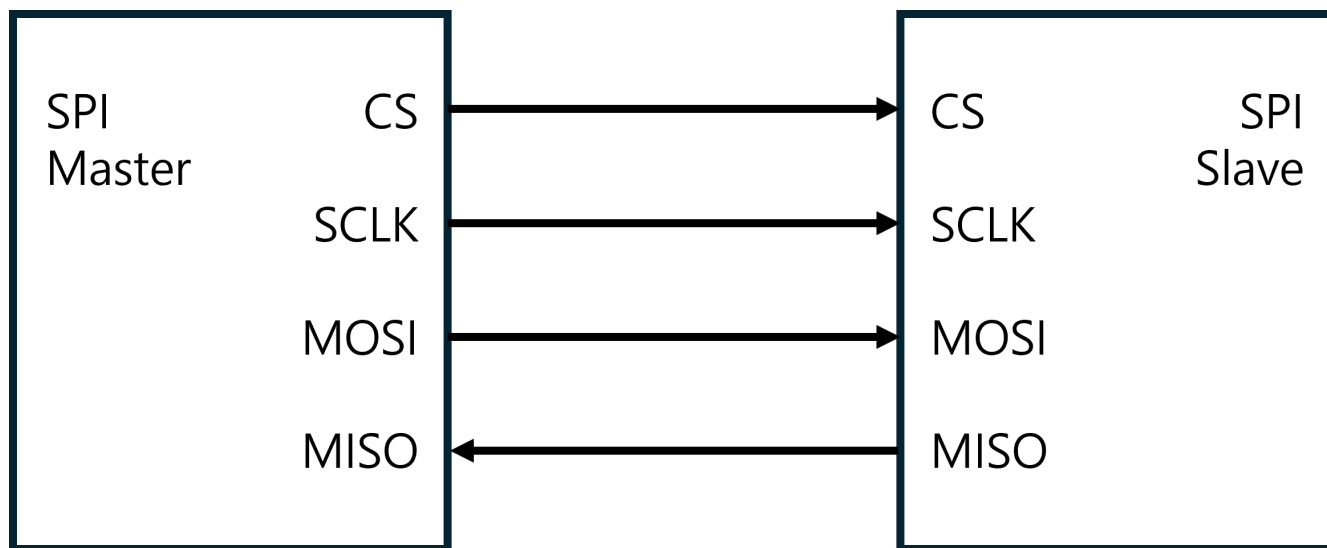 SPI
Master
CS
SCLK
MOSI
MISO
CS
SCLK
MOSI
MISO
SPI
Slave